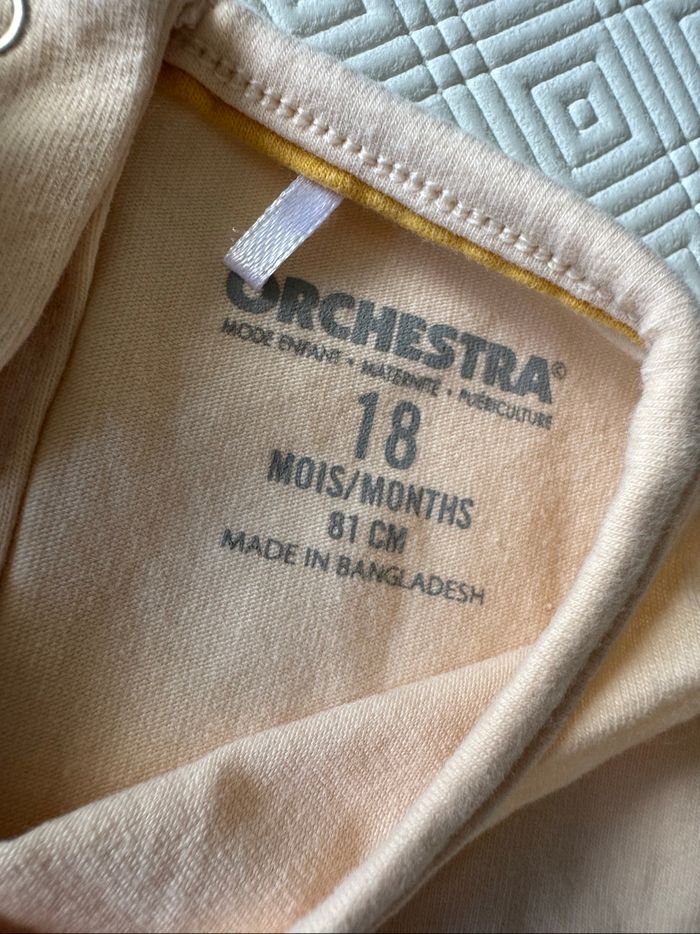 ORCHESTRA®
MODE ENFANT • MATERNITÉ • PUÉRICULTURE
18
MOIS/MONTHS
81 CM
MADE IN BANGLADESH